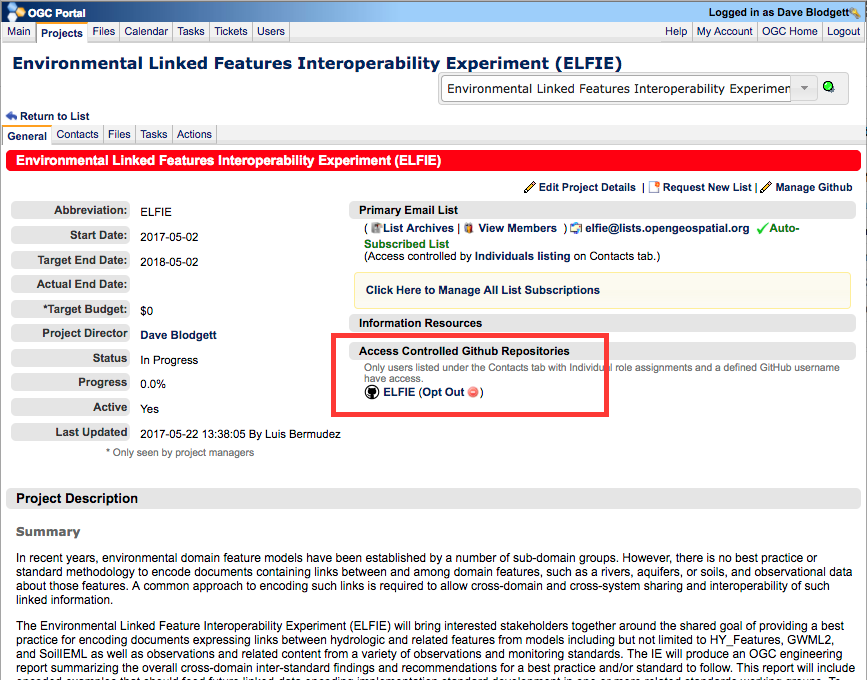 OGC Portal
Logged in as Dave Blodgett
Main Projects Files Calendar Tasks Tickets Users
Help My Account OGC Home Logout
Environmental Linked Features Interoperability Experiment (ELFIE)
Environmental Linked Features Interoperability Experimen
Return to List
General Contacts Files Tasks Actions
Environmental Linked Features Interoperability Experiment (ELFIE)
Edit Project Details | Request New List | Manage Github
Abbreviation: ELFIE
Start Date: 2017-05-02
Target End Date: 2018-05-02
Actual End Date:
*Target Budget: $0
Project Director Dave Blodgett
Status In Progress
Progress 0.0%
Active Yes
Last Updated 2017-05-22 13:38:05 By Luis Bermudez
* Only seen by project managers
Primary Email List
( List Archives | View Members ) elfie@lists.opengeospatial.org Auto-
Subscribed List
(Access controlled by Individuals listing on Contacts tab.)
Click Here to Manage All List Subscriptions
Information Resources
Access Controlled Github Repositories
Only users listed under the Contacts tab with Individual role assignments and a defined GitHub username
have access.
ELFIE (Opt Out )
Project Description
Summary
In recent years, environmental domain feature models have been established by a number of sub-domain groups. However, there is no best practice or
standard methodology to encode documents containing links between and among domain features, such as a rivers, aquifers, or soils, and observational data
about those features. A common approach to encoding such links is required to allow cross-domain and cross-system sharing and interoperability of such
linked information.
The Environmental Linked Feature Interoperability Experiment (ELFIE) will bring interested stakeholders together around the shared goal of providing a best
practice for encoding documents expressing links between hydrologic and related features from models including but not limited to HY_Features, GWML2,
and SoilIEML as well as observations and related content from a variety of observations and monitoring standards. The IE will produce an OGC engineering
report summarizing the overall cross-domain inter-standard findings and recommendations for a best practice and/or standard to follow. This report will include